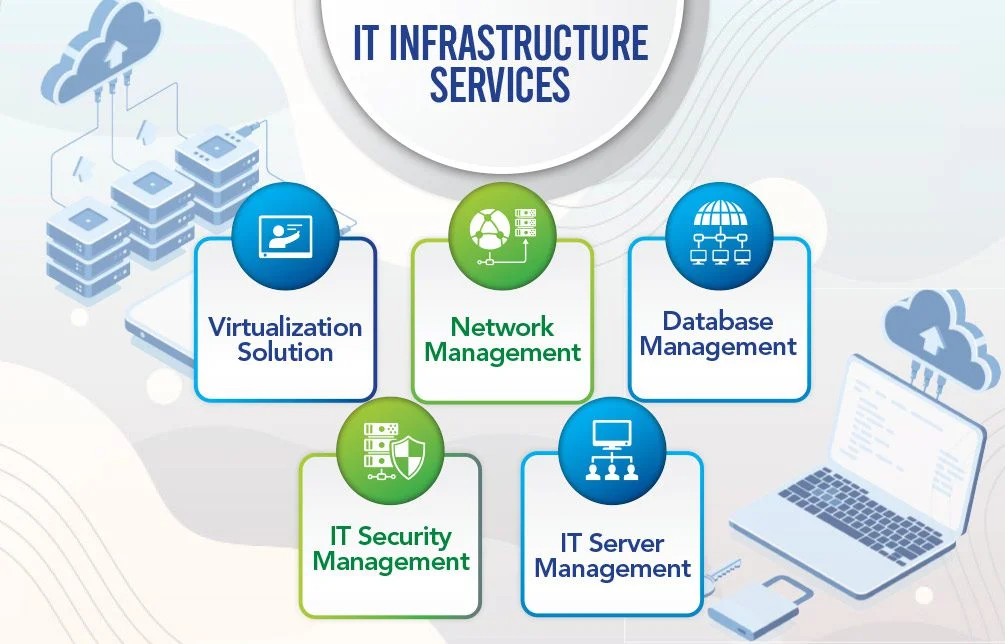 IT INFRASTRUCTURE
SERVICES
Virtualization
Solution
Network
Management
Database
Management
IT Security
Management
IT Server
Management